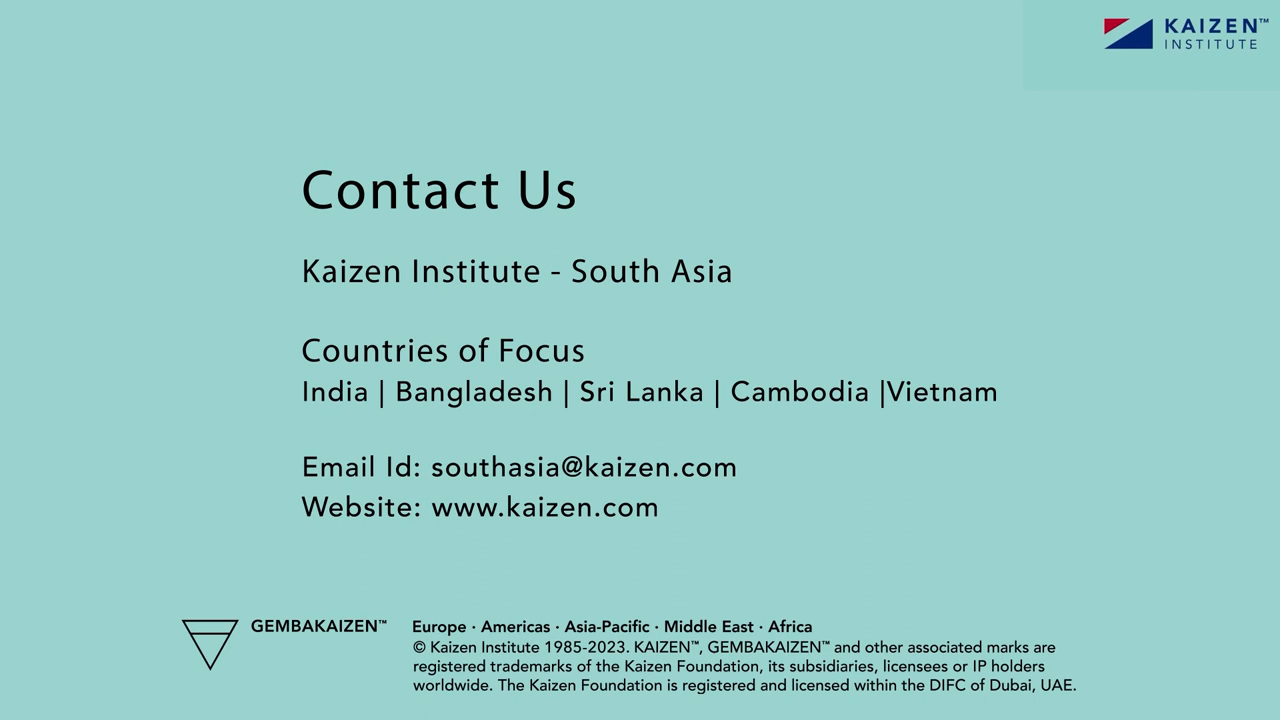 KAIZEN™
INSTITUTE
Contact Us
Kaizen Institute - South Asia
Countries of Focus
India | Bangladesh | Sri Lanka | Cambodia |Vietnam
Email Id: southasia@kaizen.com
Website: www.kaizen.com
GEMBAKAIZEN™
Europe · Americas · Asia-Pacific · Middle East · Africa
© Kaizen Institute 1985-2023. KAIZEN™, GEMBAKAIZEN™ and other associated marks are
registered trademarks of the Kaizen Foundation, its subsidiaries, licensees or IP holders
worldwide. The Kaizen Foundation is registered and licensed within the DIFC of Dubai, UAE.